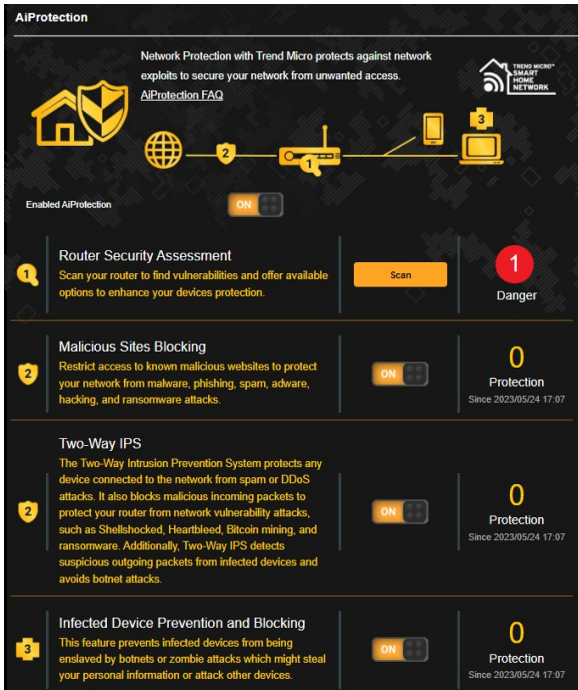 AiProtection
Network Protection with Trend Micro protects against network
exploits to secure your network from unwanted access.
AiProtection FAQ
TREND MICRO™
SMART
HOME
NETWORK
3
2
1
Enabled AiProtection
ON
1
Router Security Assessment
Scan your router to find vulnerabilities and offer available
options to enhance your devices protection.
Scan
1
Danger
2
Malicious Sites Blocking
Restrict access to known malicious websites to protect
your network from malware, phishing, spam, adware,
hacking, and ransomware attacks.
ON
0
Protection
Since 2023/05/24 17:07
2
Two-Way IPS
The Two-Way Intrusion Prevention System protects any
device connected to the network from spam or DDoS
attacks. It also blocks malicious incoming packets to
protect your router from network vulnerability attacks,
such as Shellshocked, Heartbleed, Bitcoin mining, and
ransomware. Additionally, Two-Way IPS detects
suspicious outgoing packets from infected devices and
avoids botnet attacks.
ON
0
Protection
Since 2023/05/24 17:07
3
Infected Device Prevention and Blocking
This feature prevents infected devices from being
enslaved by botnets or zombie attacks which might steal
your personal information or attack other devices.
ON
0
Protection
Since 2023/05/24 17:07